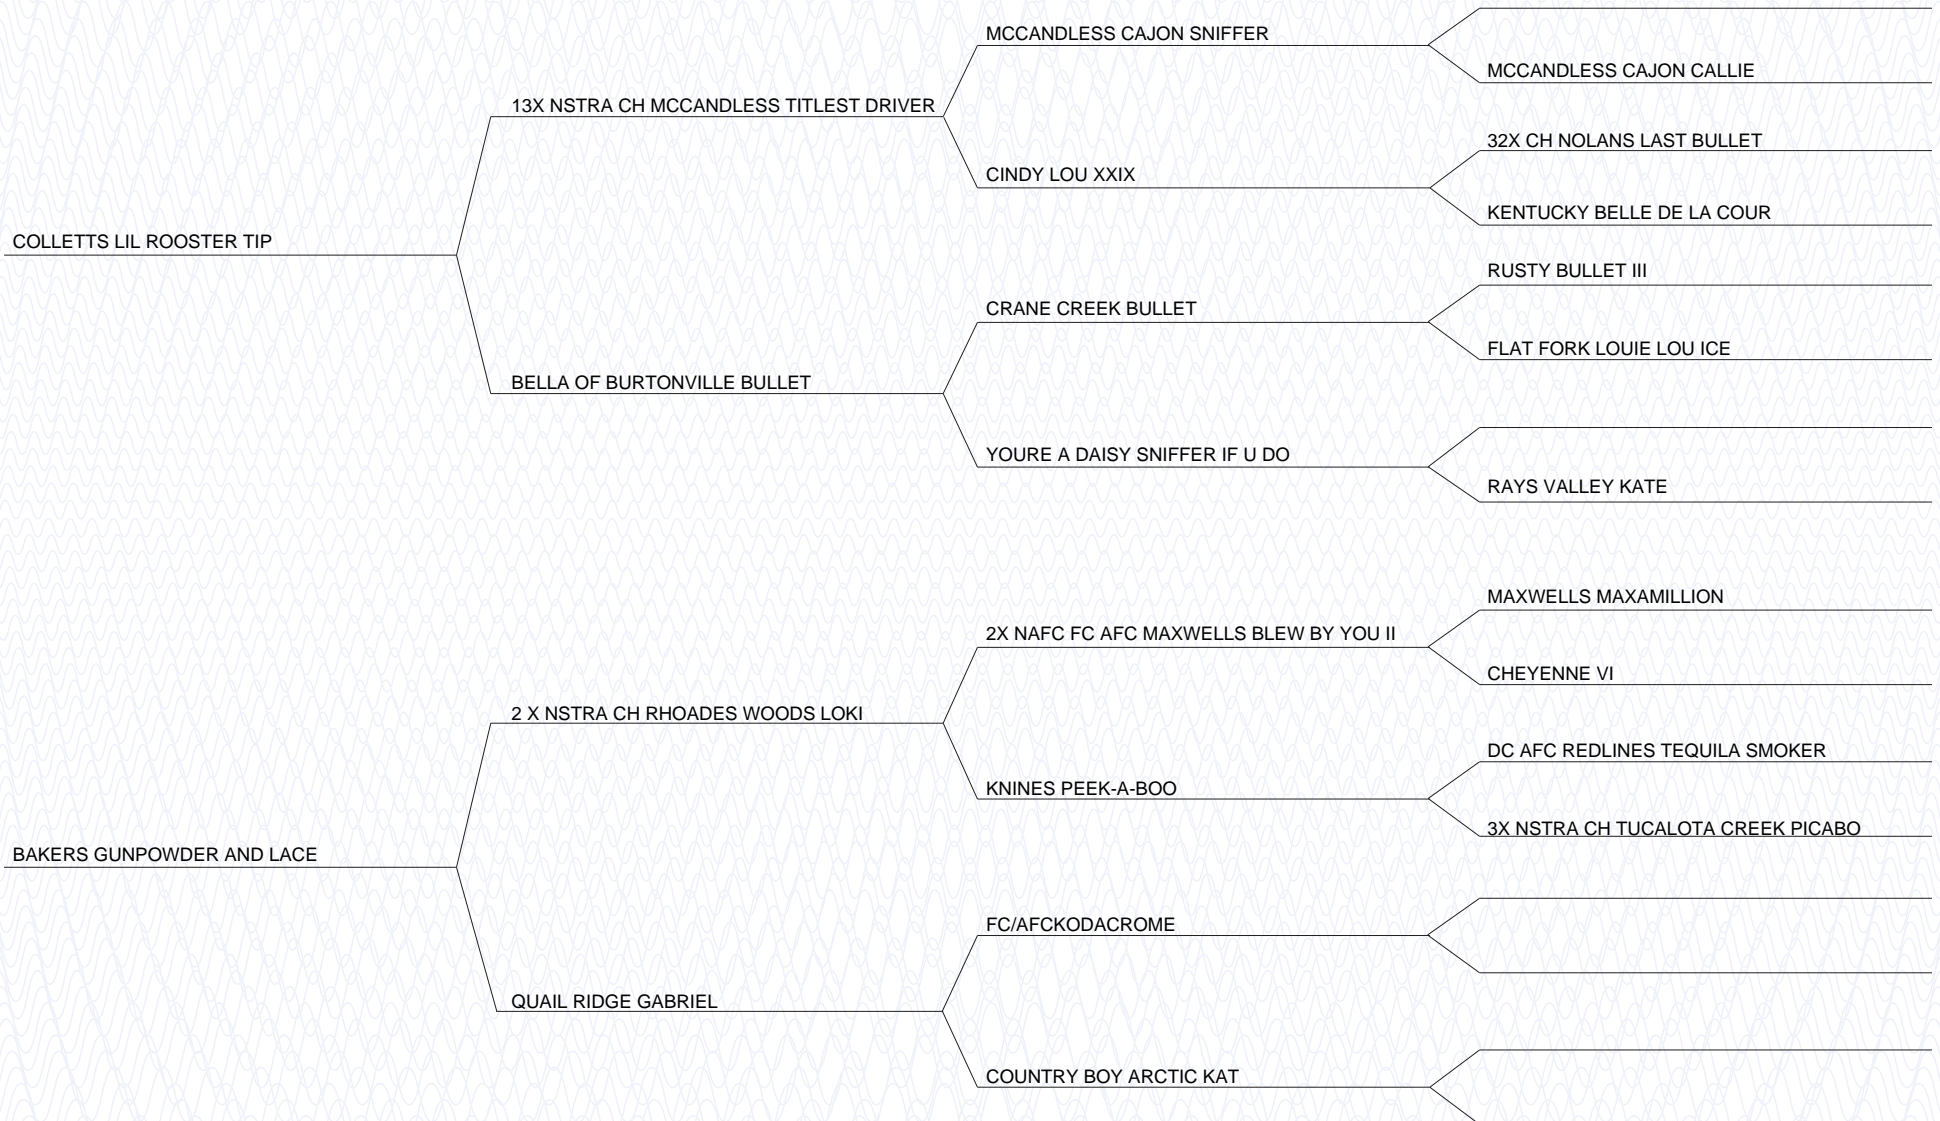 MCCANDLESS CAJON SNIFFER
MCCANDLESS CAJON CALLIE
13X NSTRA CH MCCANDLESS TITLEST DRIVER
32X CH NOLANS LAST BULLET
CINDY LOU XXIX
KENTUCKY BELLE DE LA COUR
COLLETTS LIL ROOSTER TIP
RUSTY BULLET III
CRANE CREEK BULLET
FLAT FORK LOUIE LOU ICE
BELLA OF BURTONVILLE BULLET
YOURE A DAISY SNIFFER IF U DO
RAYS VALLEY KATE
MAXWELLS MAXAMILLION
2X NAFC FC AFC MAXWELLS BLEW BY YOU II
CHEYENNE VI
2 X NSTRA CH RHOADES WOODS LOKI
DC AFC REDLINES TEQUILA SMOKER
KNINES PEEK-A-BOO
3X NSTRA CH TUCALOTA CREEK PICABO
BAKERS GUNPOWDER AND LACE
FC/AFCKODACROME
QUAIL RIDGE GABRIEL
COUNTRY BOY ARCTIC KAT